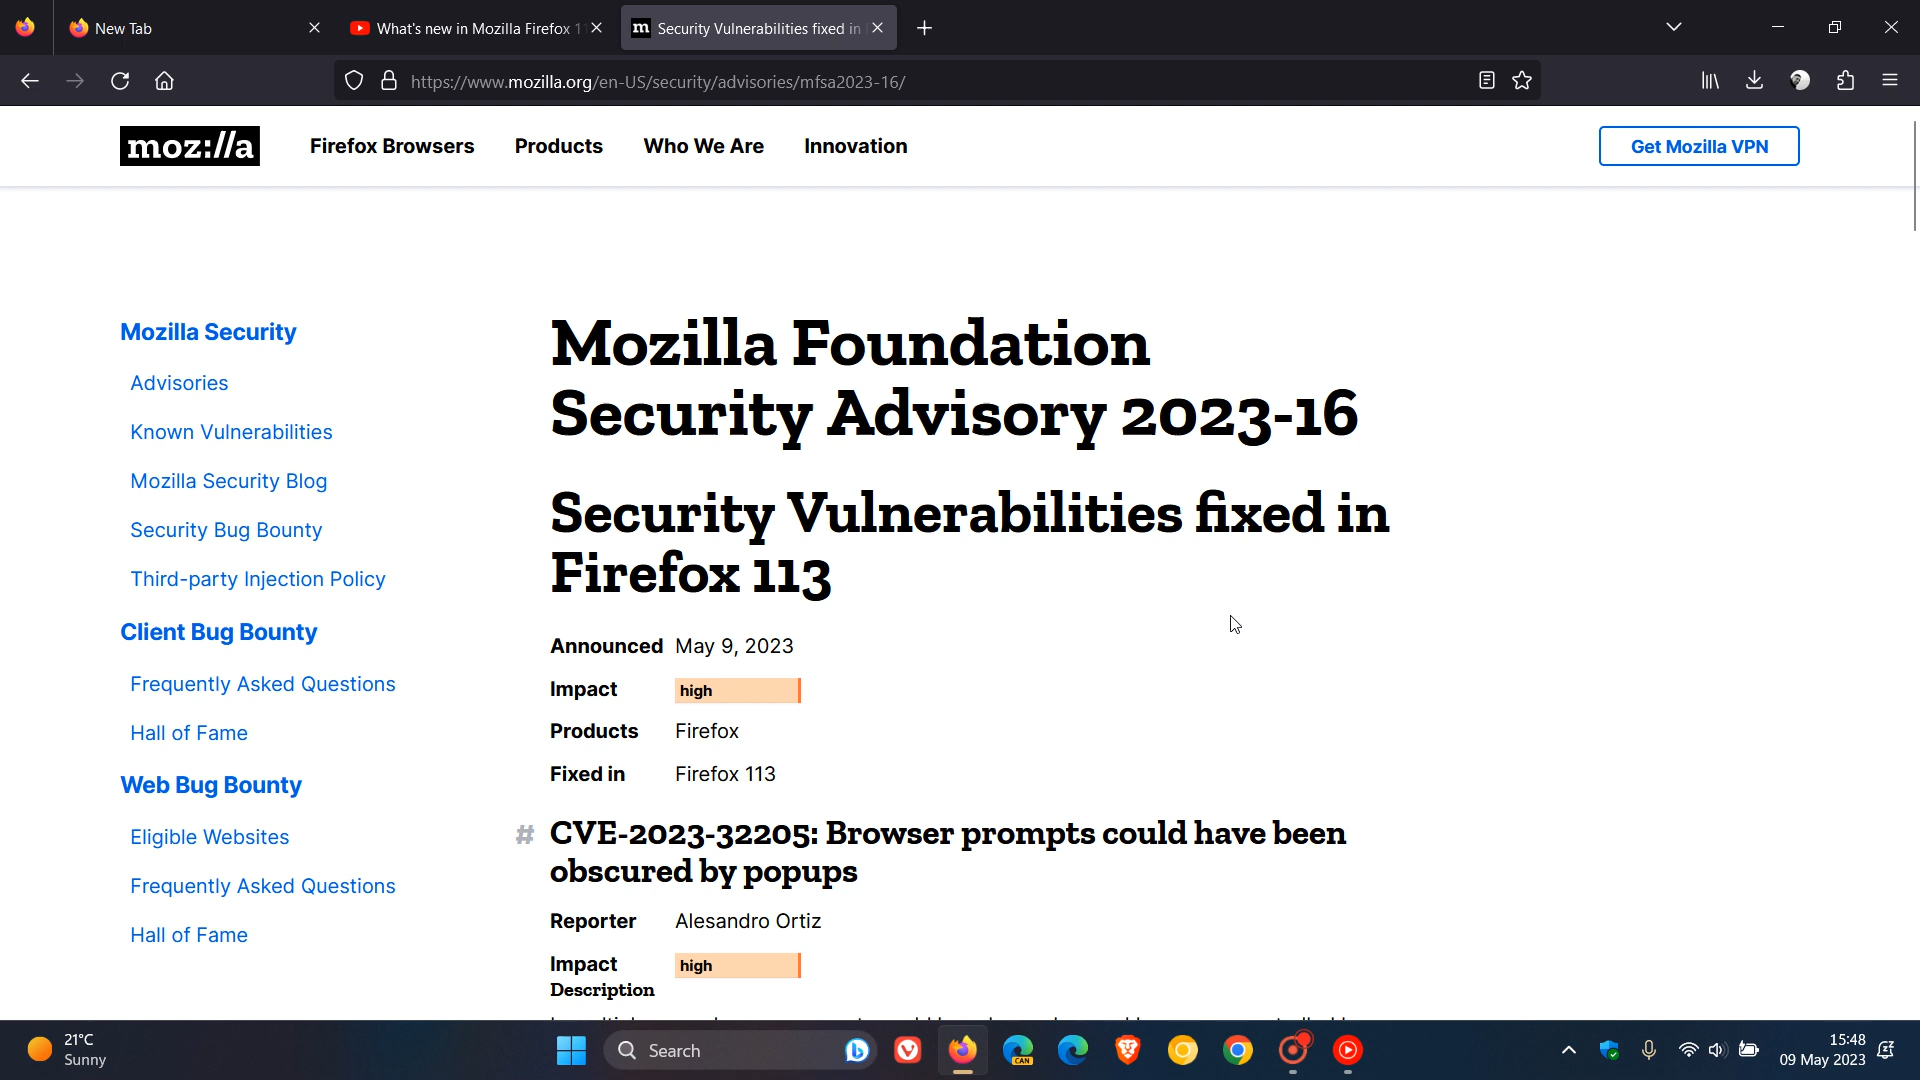 New Tab
What's new in Mozilla Firefox 11
m Security Vulnerabilities fixed in
https://www.mozilla.org/en-US/security/advisories/mfsa2023-16/
moz://a
Firefox Browsers
Products
Who We Are
Innovation
Get Mozilla VPN
Mozilla Security
Advisories
Known Vulnerabilities
Mozilla Security Blog
Security Bug Bounty
Third-party Injection Policy
Client Bug Bounty
Frequently Asked Questions
Hall of Fame
Web Bug Bounty
Eligible Websites
Frequently Asked Questions
Hall of Fame
Mozilla Foundation
Security Advisory 2023-16
Security Vulnerabilities fixed in
Firefox 113
Announced May 9, 2023
Impact high
Products Firefox
Fixed in Firefox 113
# CVE-2023-32205: Browser prompts could have been
obscured by popups
Reporter Alesandro Ortiz
Impact high
Description
21°C
Sunny
Search
CAN
15:48
09 May 2023